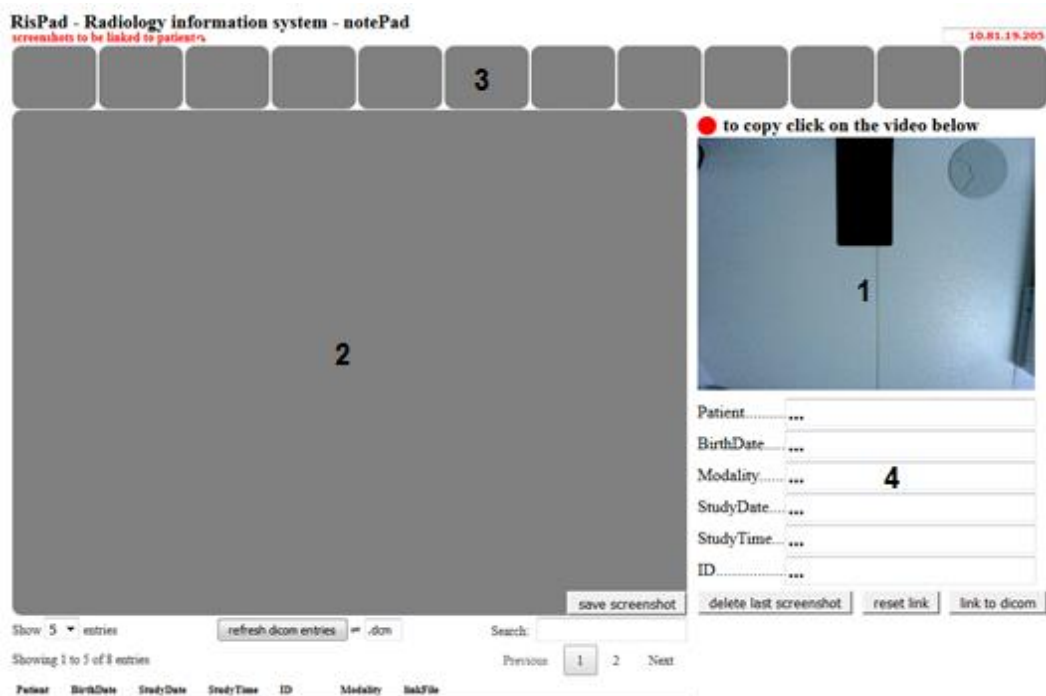 RisPad - Radiology information system - notePad
screenshots to be linked to patient
10.81.19.205
3
to copy click on the video below
1
2
Patient.......... ...
BirthDate...... ...
Modality...... ...
4
StudyDate.... ...
StudyTime... ...
ID.................. ...
save screenshot
delete last screenshot reset link link to dicom
Show 5 entries refresh dicom entries .dcm Search:
Showing 1 to 5 of 8 entries Previous 1 2 Next
Patient BirthDate StudyDate StudyTime ID Modality linkFile